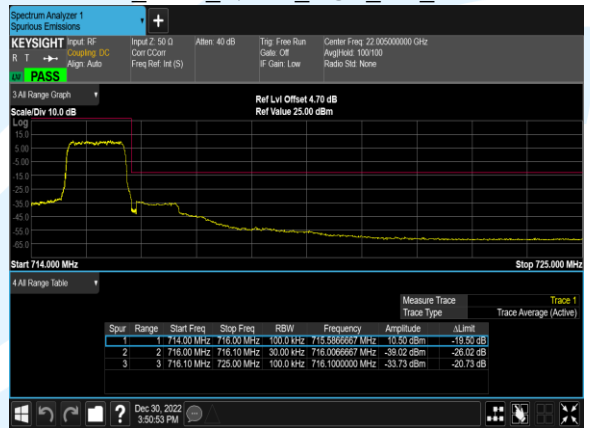 Spectrum Analyzer 1
Spurious Emissions
+
KEYSIGHT Input: RF Input Z: 50 Ω Atten: 40 dB Trig: Free Run Center Freq: 22.005000000 GHz
R T Coupling: DC Corr CCorr Gate: Off Avg|Hold: 100/100
Align: Auto Freq Ref: Int (S) IF Gain: Low Radio Std: None
PASS
3 All Range Graph
Ref Lvl Offset 4.70 dB
Scale/Div 10.0 dB Ref Value 25.00 dBm
Log
15.0
5.00
-5.00
-15.0
-25.0
-35.0
-45.0
-55.0
-65.0
Start 714.000 MHz Stop 725.000 MHz
4 All Range Table
Measure Trace Trace 1
Trace Type Trace Average (Active)
Spur Range Start Freq Stop Freq RBW Frequency Amplitude ΔLimit
1 1 714.00 MHz 716.00 MHz 100.0 kHz 715.5866667 MHz 10.50 dBm -19.50 dB
2 2 716.00 MHz 716.10 MHz 30.00 kHz 716.0066667 MHz -39.02 dBm -26.02 dB
3 3 716.10 MHz 725.00 MHz 100.0 kHz 716.1000000 MHz -33.73 dBm -20.73 dB
? Dec 30, 2022
3:50:53 PM